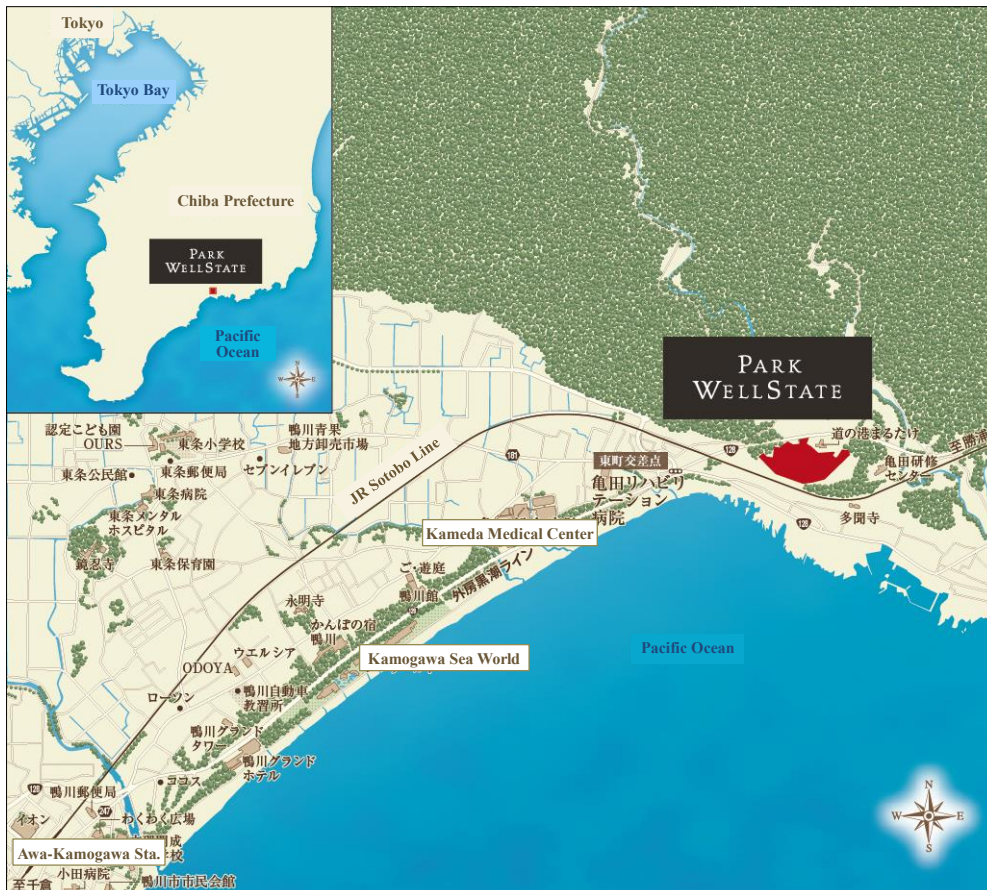 Tokyo
Tokyo Bay
Chiba Prefecture
PARK
WELLSTATE
Pacific
Ocean
N
W
E
S
PARK
WELLSTATE
認定こども園
OURS
東条小学校
鴨川青果
地方卸売市場
東条公民館
東条郵便局
セブンイレブン
東条病院
東条メンタル
ホスピタル
鏡忍寺
東条保育園
JR Sotobo Line
181
128
東町交差点
亀田リハビリ
テーション
病院
道の港まるたけ
至勝浦
亀田研修
センター
128
多聞寺
Kameda Medical Center
ご・遊庭
鴨川館
外房黒潮ライン
永明寺
かんぽの宿
鴨川
Kamogawa Sea World
Pacific Ocean
ウエルシア
ODOYA
ローソン
鴨川自動車
教習所
鴨川グランド
タワー
鴨川グランド
ホテル
ココス
128
鴨川郵便局
247
わくわく広場
イオン
Awa-Kamogawa Sta.
校
小田病院
至千倉
鴨川市市民会館
N
W
E
S